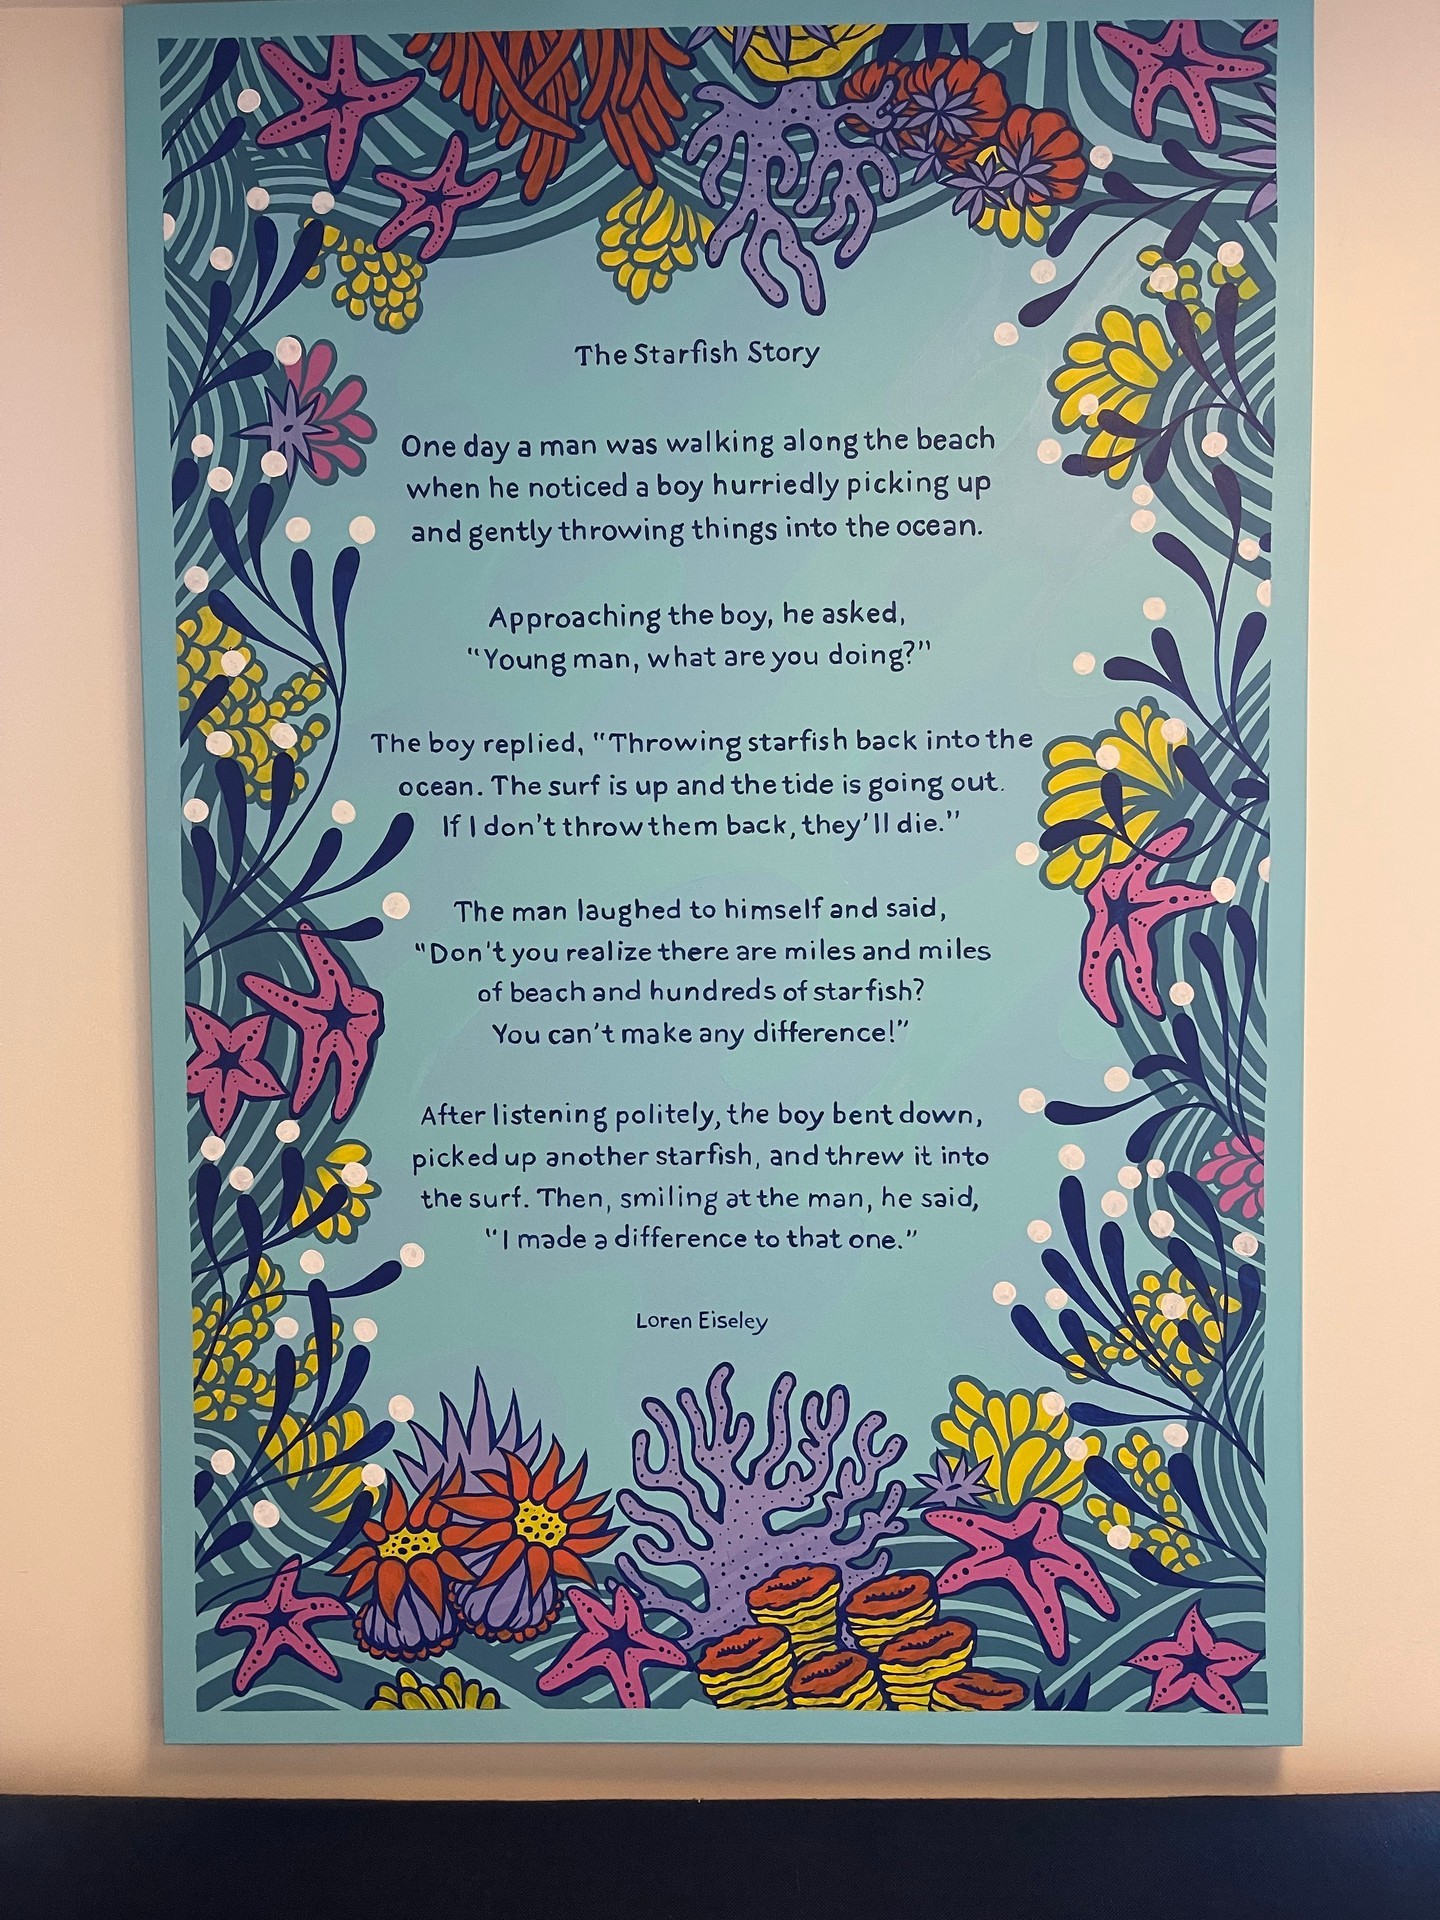 The Starfish Story
One day a man was walking along the beach
when he noticed a boy hurriedly picking up
and gently throwing things into the ocean.
Approaching the boy, he asked,
“Young man, what are you doing?”
The boy replied, “Throwing starfish back into the
ocean. The surf is up and the tide is going out.
If I don't throw them back, they'll die.”
The man laughed to himself and said,
“Don't you realize there are miles and miles
of beach and hundreds of starfish?
You can't make any difference!”
After listening politely, the boy bent down,
picked up another starfish, and threw it into
the surf. Then, smiling at the man, he said,
“I made a difference to that one.”
Loren Eiseley